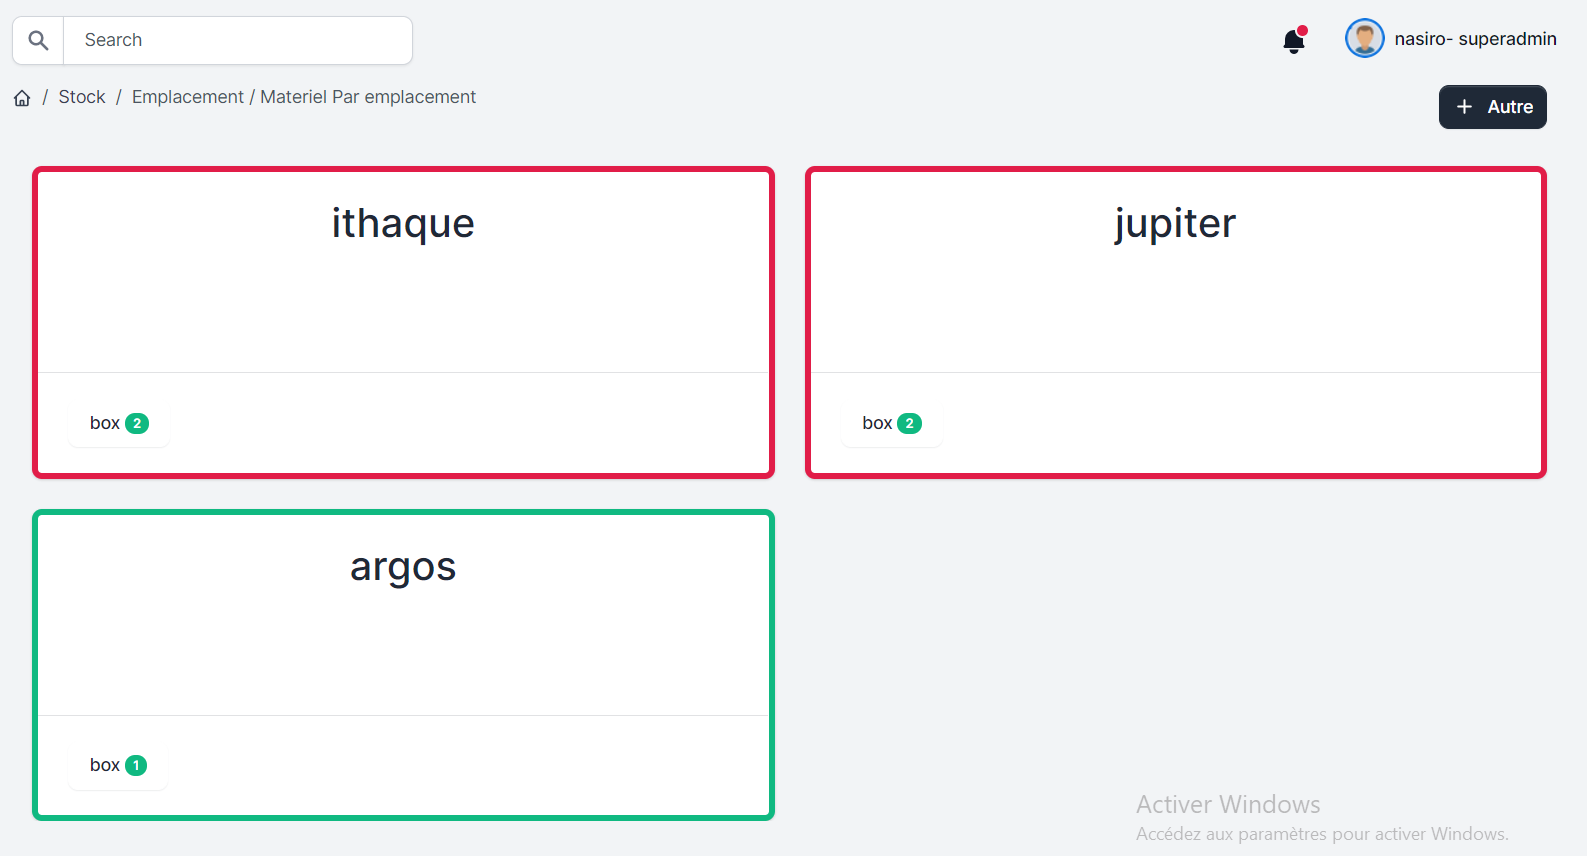 Search
nasiro- superadmin
/ Stock / Emplacement / Materiel Par emplacement
+ Autre
ithaque
jupiter
box 2
box 2
argos
box 1
Activer Windows
Accédez aux paramètres pour activer Windows.